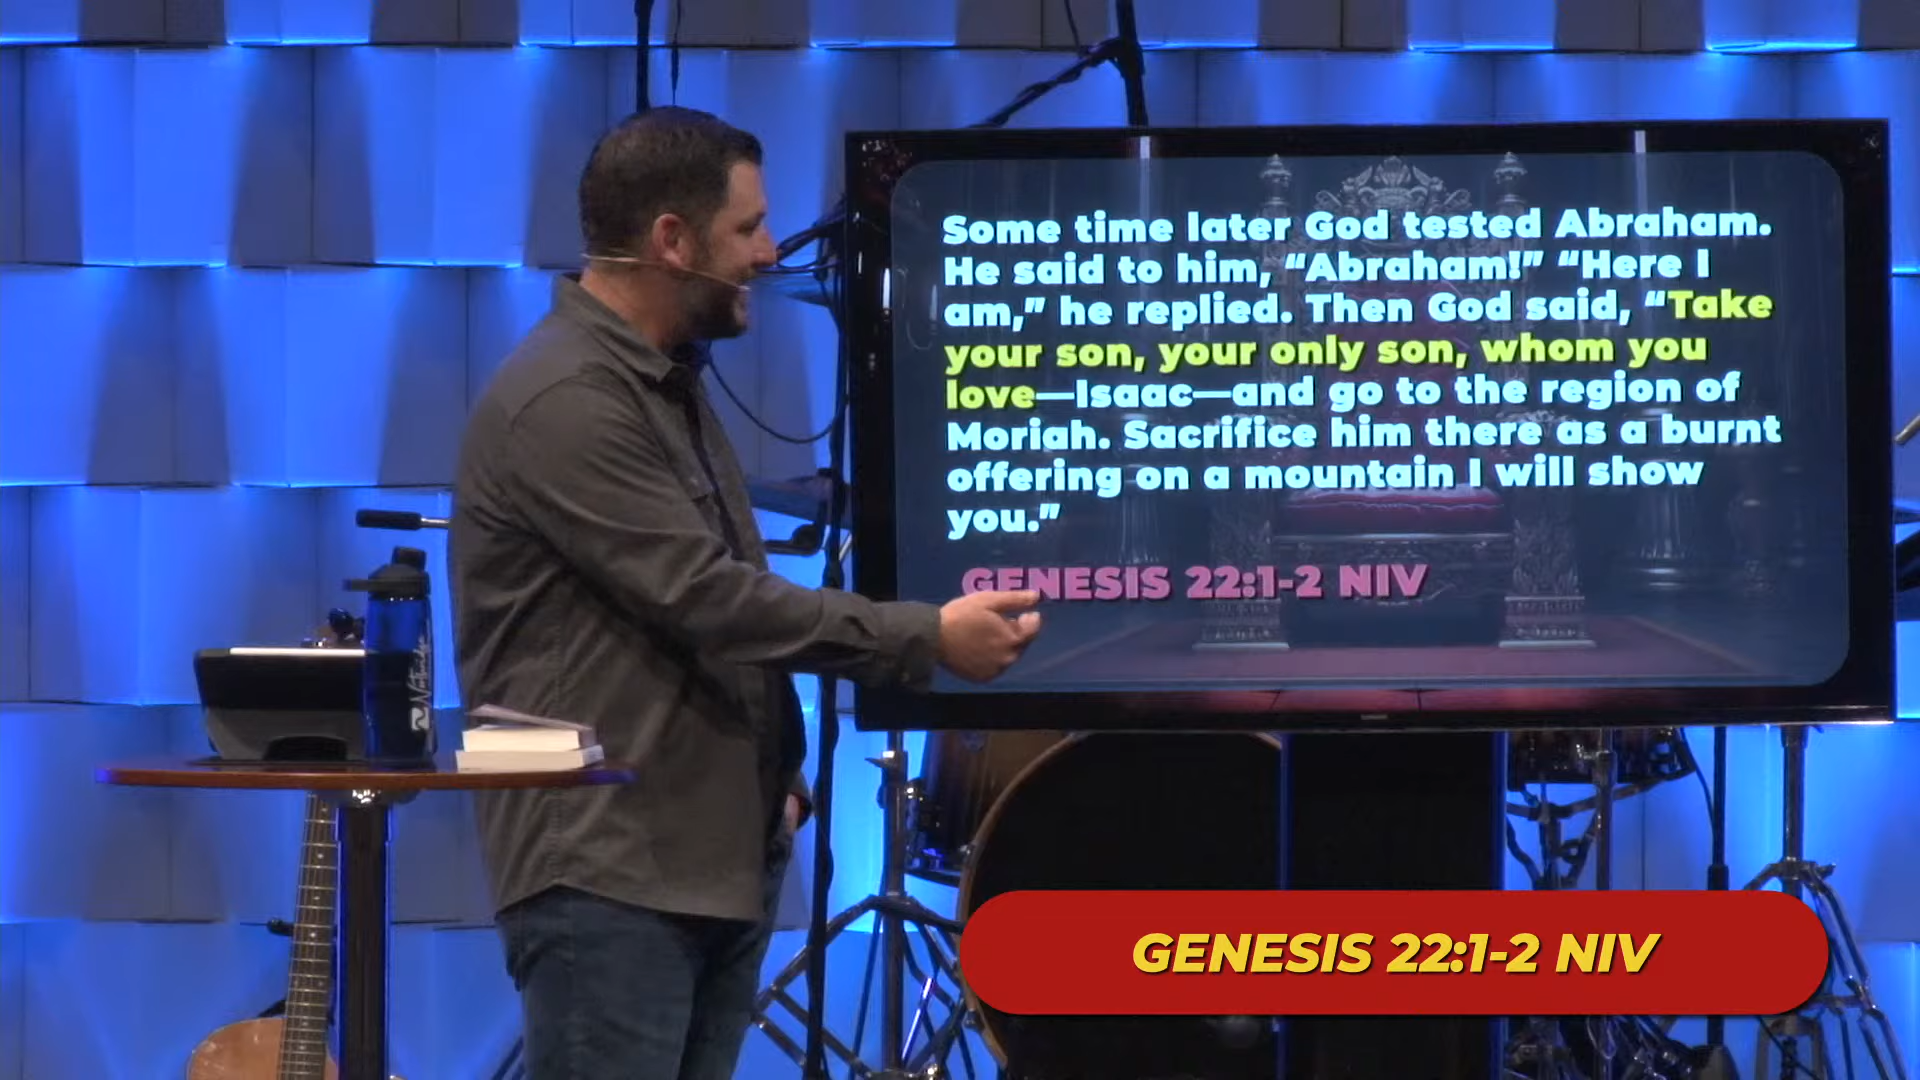 Some time later God tested Abraham.
He said to him, “Abraham!” “Here I
am,” he replied. Then God said, “Take
your son, your only son, whom you
love—Isaac—and go to the region of
Moriah. Sacrifice him there as a burnt
offering on a mountain I will show
you.”
GENESIS 22:1-2 NIV
GENESIS 22:1-2 NIV